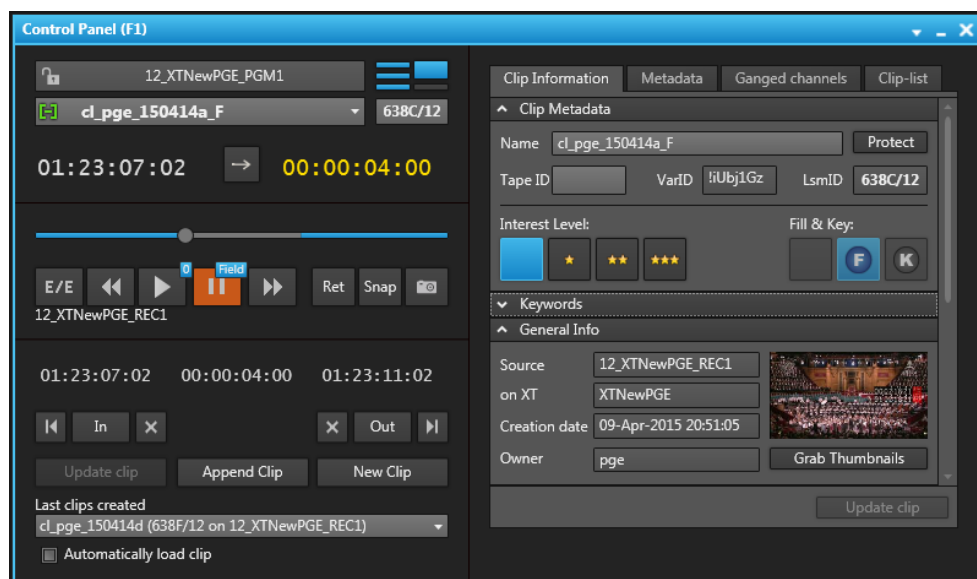 Control Panel (F1)
12_XTNewPGE_PGM1
cl_pge_150414a_F
638C/12
01:23:07:02
00:00:04:00
0
Field
E/E
Ret
Snap
12_XTNewPGE_REC1
01:23:07:02 00:00:04:00 01:23:11:02
In
Out
Update clip
Append Clip
New Clip
Last clips created
cl_pge_150414d (638F/12 on 12_XTNewPGE_REC1)
Automatically load clip
Clip Information
Metadata
Ganged channels
Clip-list
Clip Metadata
Name cl_pge_150414a_F Protect
Tape ID VarID !iUbj1Gz LsmID 638C/12
Interest Level: Fill & Key:
F K
Keywords
General Info
Source 12_XTNewPGE_REC1
on XT XTNewPGE
Creation date 09-Apr-2015 20:51:05
Owner pge Grab Thumbnails
Update clip